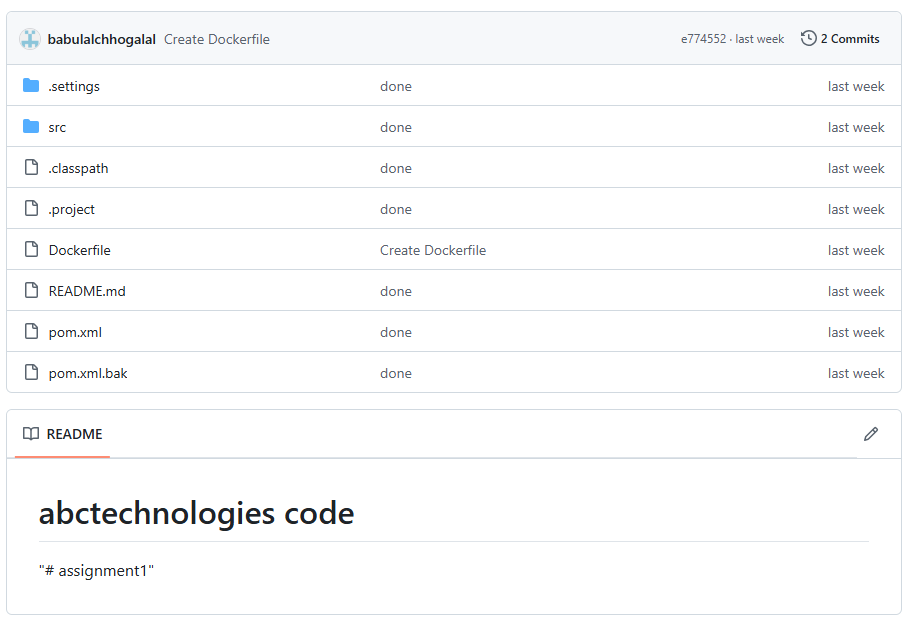 babulalchhogalal Create Dockerfile e774552 · last week 2 Commits
.settings done last week
src done last week
.classpath done last week
.project done last week
Dockerfile Create Dockerfile last week
README.md done last week
pom.xml done last week
pom.xml.bak done last week
README
abctechnologies code
"# assignment1"